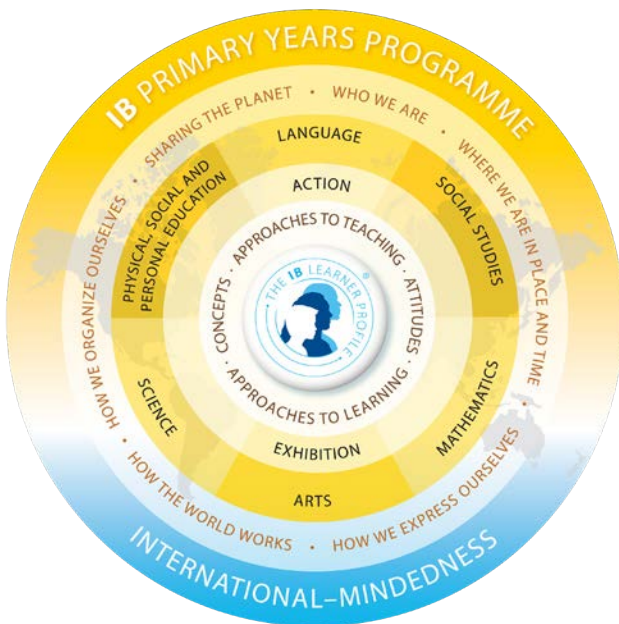 IB PRIMARY YEARS PROGRAMME
SHARING THE PLANET • WHO WE ARE • WHERE WE ARE IN PLACE AND TIME •
HOW WE ORGANIZE OURSELVES • HOW THE WORLD WORKS • HOW WE EXPRESS OURSELVES
LANGUAGE
PHYSICAL, SOCIAL AND
PERSONAL EDUCATION
SOCIAL STUDIES
ACTION
APPROACHES TO TEACHING
CONCEPTS
ATTITUDES
• THE IB LEARNER PROFILE •
®
APPROACHES TO LEARNING
SCIENCE
MATHEMATICS
EXHIBITION
ARTS
INTERNATIONAL–MINDEDNESS